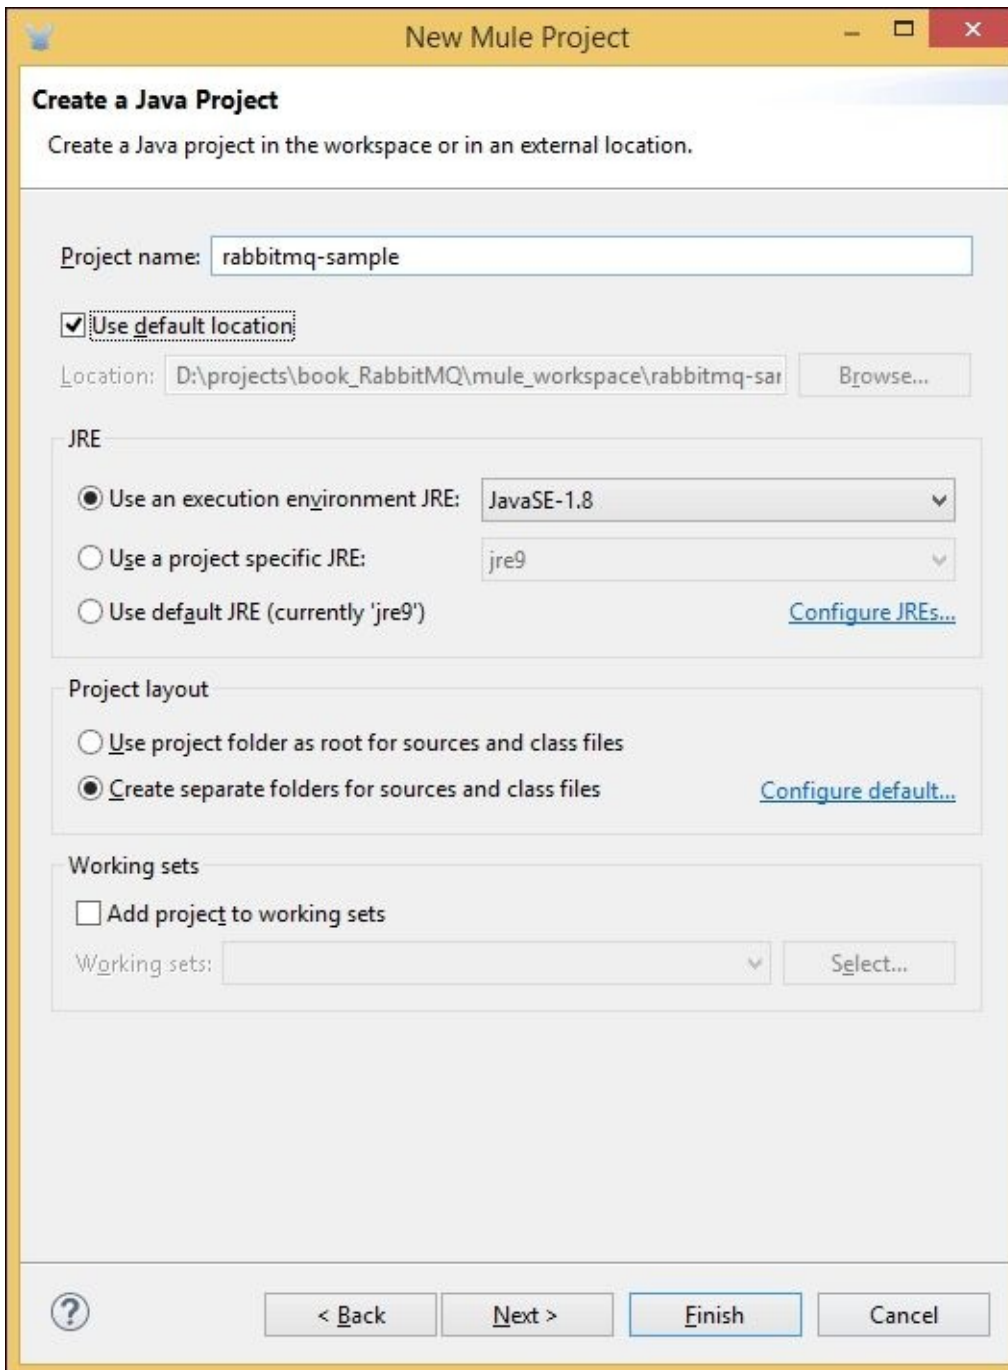 New Mule Project
Create a Java Project
Create a Java project in the workspace or in an external location.
Project name: rabbitmq-sample
Use default location
Location: D:\projects\book_RabbitMQ\mule_workspace\rabbitmq-sar Browse...
JRE
Use an execution environment JRE: JavaSE-1.8
Use a project specific JRE: jre9
Use default JRE (currently 'jre9') Configure JREs...
Project layout
Use project folder as root for sources and class files
Create separate folders for sources and class files Configure default...
Working sets
Add project to working sets
Working sets: Select...
? < Back Next > Finish Cancel